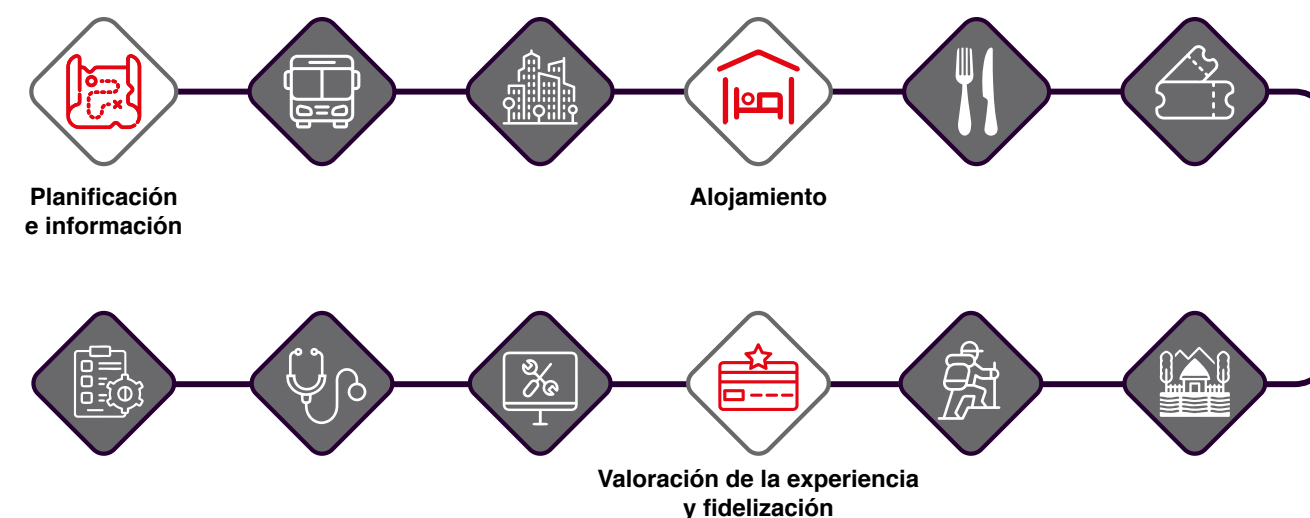 Planificación
e información
Alojamiento
Valoración de la experiencia
y fidelización